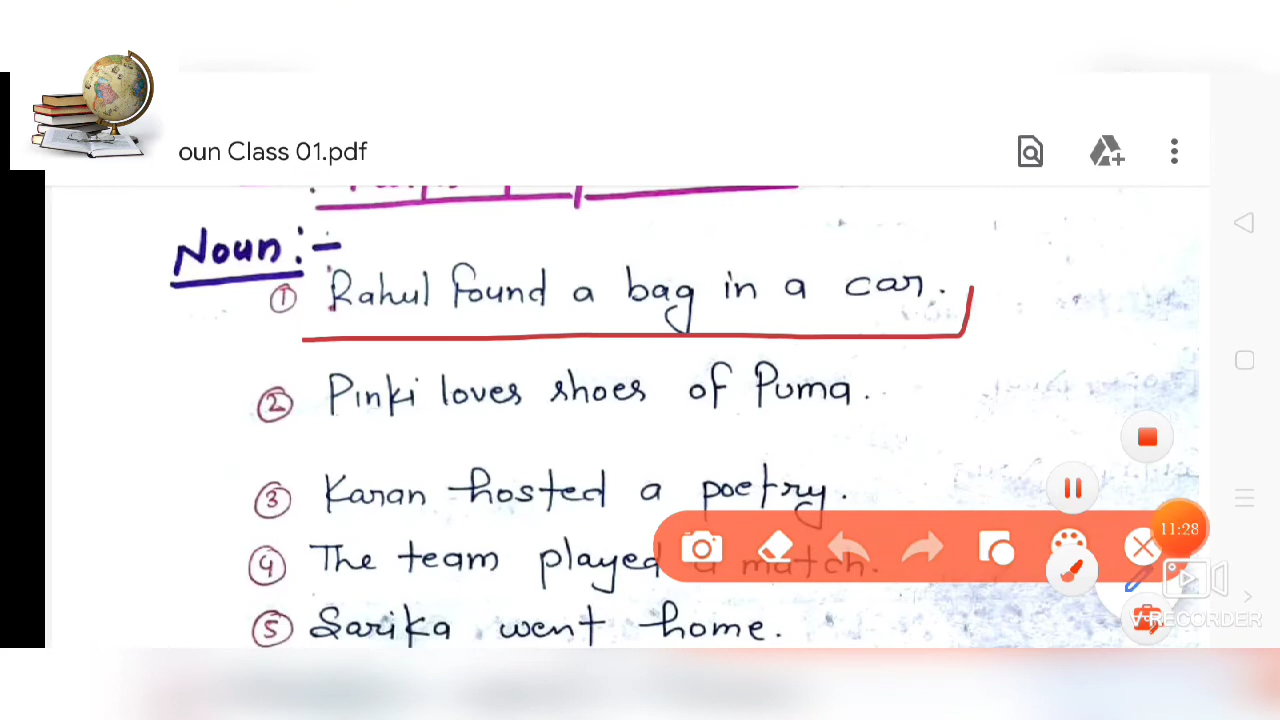 oun Class 01.pdf
Noun :-
① Rahul found a bag in a car.
② Pinki loves shoes of Puma.
③ Karan hosted a poetry.
④ The team played a match.
⑤ Sarika went home.
11:28
V RECORDER